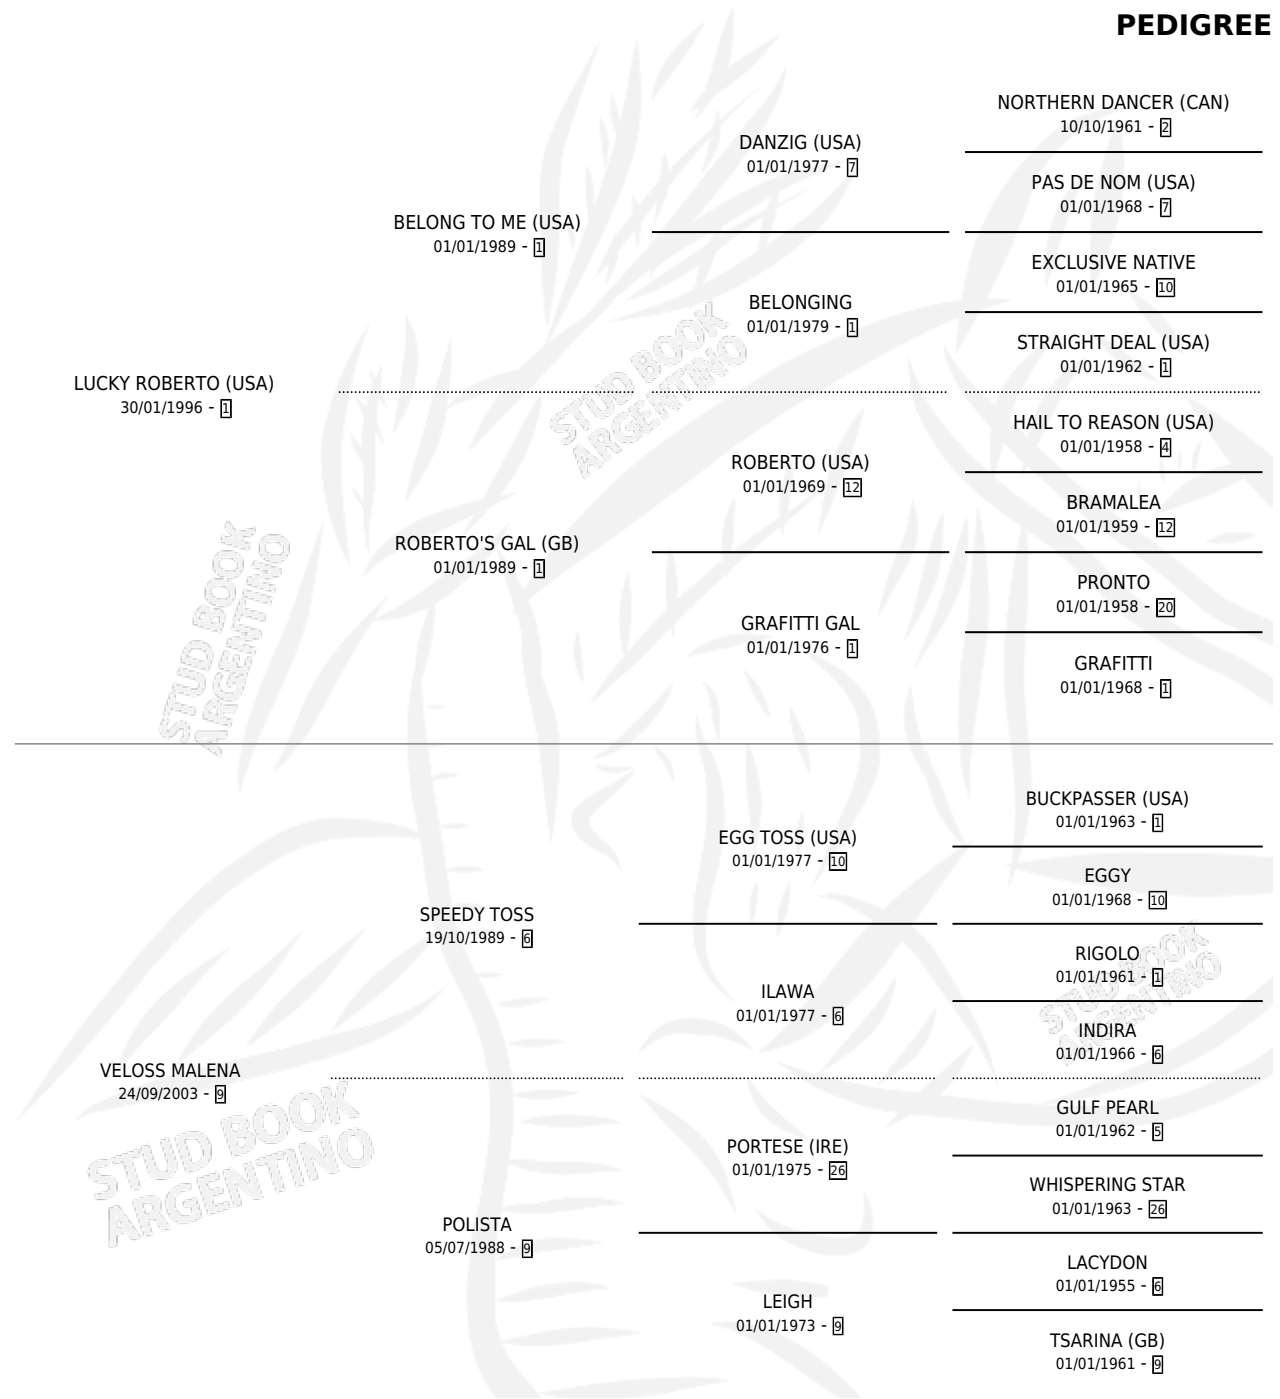 PEDIGREE
NORTHERN DANCER (CAN)
10/10/1961 - 2
DANZIG (USA)
01/01/1977 - 7
PAS DE NOM (USA)
01/01/1968 - 7
BELONG TO ME (USA)
01/01/1989 - 1
EXCLUSIVE NATIVE
01/01/1965 - 10
BELONGING
01/01/1979 - 1
STRAIGHT DEAL (USA)
01/01/1962 - 1
LUCKY ROBERTO (USA)
30/01/1996 - 1
HAIL TO REASON (USA)
01/01/1958 - 4
ROBERTO (USA)
01/01/1969 - 12
BRAMALEA
01/01/1959 - 12
ROBERTO'S GAL (GB)
01/01/1989 - 1
PRONTO
01/01/1958 - 20
GRAFITTI GAL
01/01/1976 - 1
GRAFITTI
01/01/1968 - 1
BUCKPASSER (USA)
01/01/1963 - 1
EGG TOSS (USA)
01/01/1977 - 10
EGGY
01/01/1968 - 10
SPEEDY TOSS
19/10/1989 - 6
RIGOLO
01/01/1961 - 1
ILAWA
01/01/1977 - 6
INDIRA
01/01/1966 - 6
VELOSS MALENA
24/09/2003 - 9
GULF PEARL
01/01/1962 - 5
PORTESE (IRE)
01/01/1975 - 26
WHISPERING STAR
01/01/1963 - 26
POLISTA
05/07/1988 - 9
LACYDON
01/01/1955 - 6
LEIGH
01/01/1973 - 9
TSARINA (GB)
01/01/1961 - 9
STUD BOOK
ARGENTINO
STUD BOOK
ARGENTINO
STUD BOOK
ARGENTINO
STUD BOOK
ARGENTINO